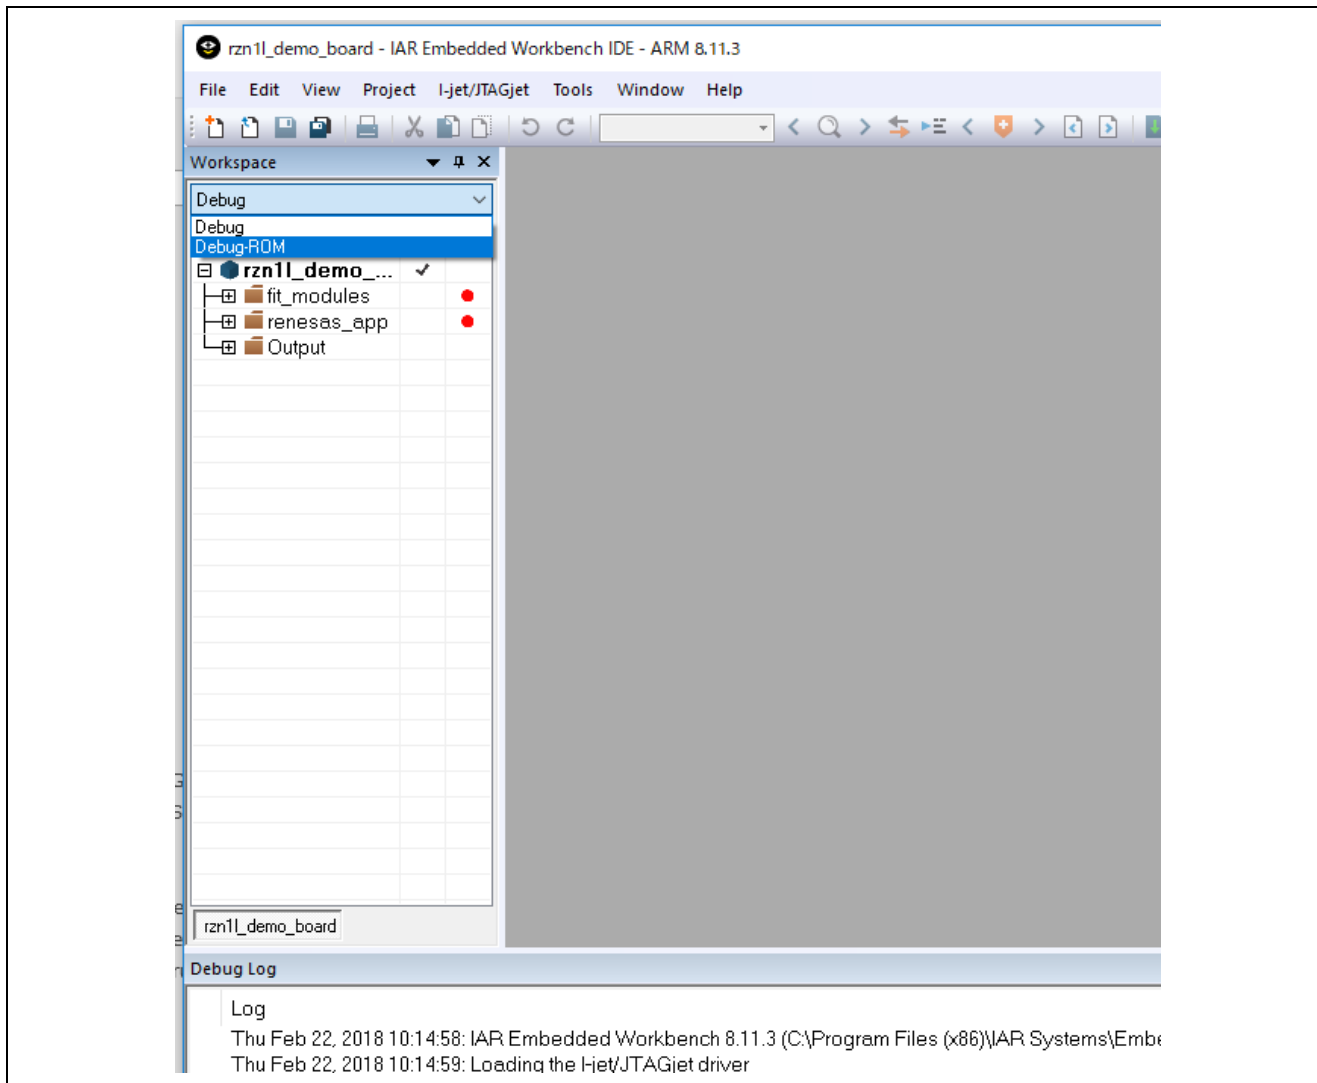 rzn1l_demo_board - IAR Embedded Workbench IDE - ARM 8.11.3
File Edit View Project I-jet/JTAGjet Tools Window Help
Workspace
Debug
Debug
Debug-ROM
rzn1l_demo_...
fit_modules
renesas_app
Output
rzn1l_demo_board
Debug Log
Log
Thu Feb 22, 2018 10:14:58: IAR Embedded Workbench 8.11.3 (C:\Program Files (x86)\IAR Systems\Embe
Thu Feb 22, 2018 10:14:59: Loading the I-jet/JTAGjet driver